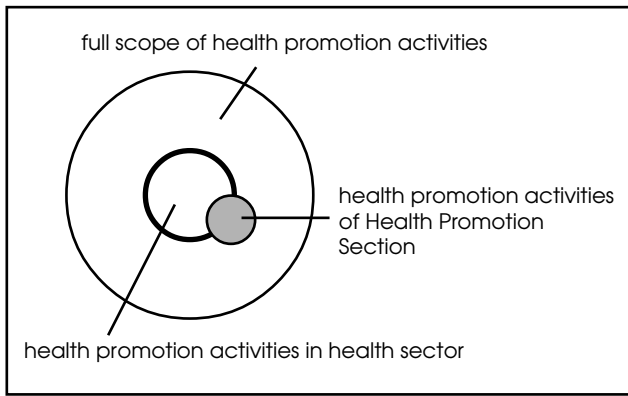 full scope of health promotion activities
health promotion activities
of Health Promotion
Section
health promotion activities in health sector